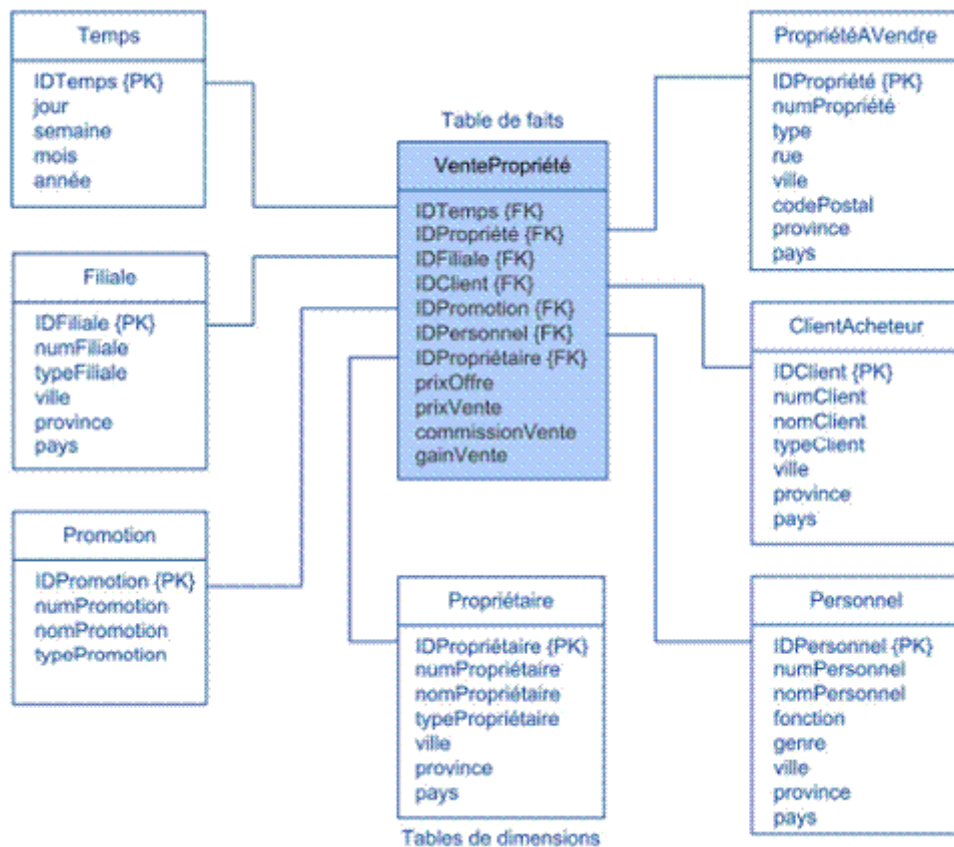 Temps
IDTemps {PK}
jour
semaine
mois
année
Filiale
IDFiliale {PK}
numFiliale
typeFiliale
ville
province
pays
Promotion
IDPromotion {PK}
numPromotion
nomPromotion
typePromotion
Table de faits
VentePropriété
IDTemps {FK}
IDPropriété {FK}
IDFiliale {FK}
IDClient {FK}
IDPromotion {FK}
IDPersonnel {FK}
IDPropriétaire {FK}
prixOffre
prixVente
commissionVente
gainVente
Propriétaire
IDPropriétaire {PK}
numPropriétaire
nomPropriétaire
typePropriétaire
ville
province
pays
Tables de dimensions
PropriétéAVendre
IDPropriété {PK}
numPropriété
type
rue
ville
codePostal
province
pays
ClientAcheteur
IDClient {PK}
numClient
nomClient
typeClient
ville
province
pays
Personnel
IDPersonnel {PK}
numPersonnel
nomPersonnel
fonction
genre
ville
province
pays